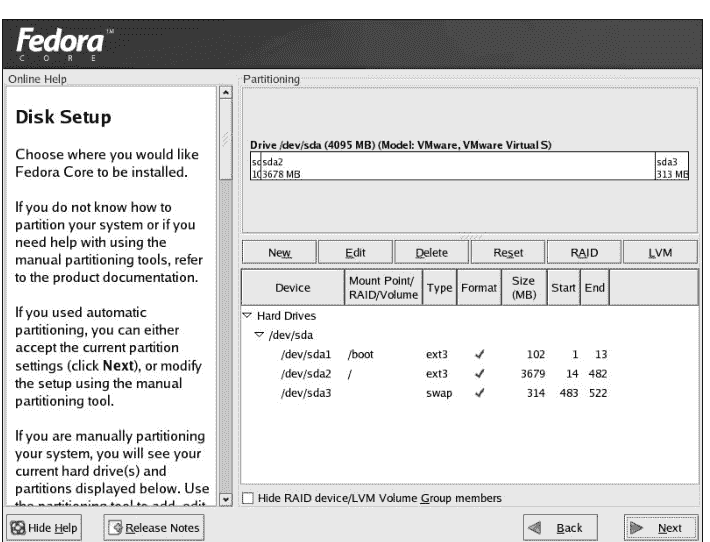 Fedora™
CORE
Online Help
Disk Setup
Choose where you would like
Fedora Core to be installed.
If you do not know how to
partition your system or if you
need help with using the
manual partitioning tools, refer
to the product documentation.
If you used automatic
partitioning, you can either
accept the current partition
settings (click Next), or modify
the setup using the manual
partitioning tool.
If you are manually partitioning
your system, you will see your
current hard drive(s) and
partitions displayed below. Use
the partitioning tool to add, edit,
Partitioning
Drive /dev/sda (4095 MB) (Model: VMware, VMware Virtual S)
sda2 sda3
3678 MB 313 MB
New Edit Delete Reset RAID LVM
Device Mount Point/ RAID/Volume Type Format Size (MB) Start End
Hard Drives
/dev/sda
/dev/sda1 /boot ext3 ✓ 102 1 13
/dev/sda2 / ext3 ✓ 3679 14 482
/dev/sda3 swap ✓ 314 483 522
Hide RAID device/LVM Volume Group members
Hide Help Release Notes Back Next